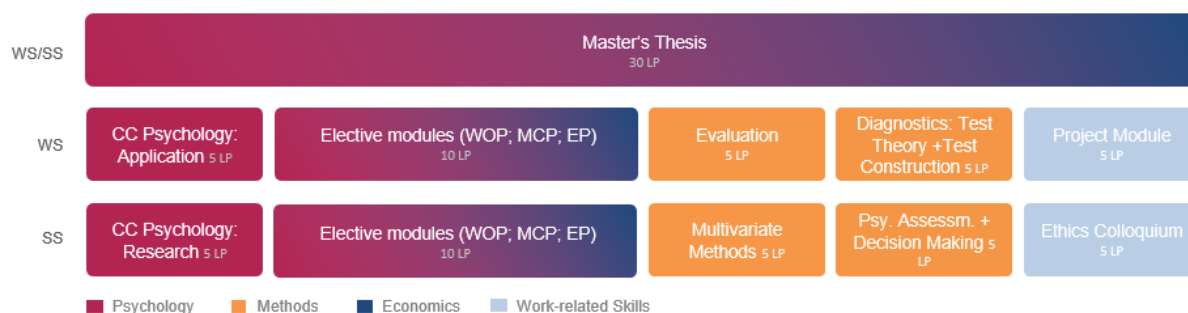 Master's Thesis
WS/SS
30 LP
CC Psychology:
Application 5 LP
Elective modules (WOP; MCP; EP)
10 LP
Evaluation
5 LP
Diagnostics: Test
Theory +Test
Construction 5 LP
Project Module
5 LP
WS
CC Psychology:
Research 5 LP
Elective modules (WOP; MCP; EP)
10 LP
Multivariate
Methods 5 LP
Psy. Assessm. +
Decision Making 5
LP
Ethics Colloquium
5 LP
SS
Psychology
Methods
Economics
Work-related Skills